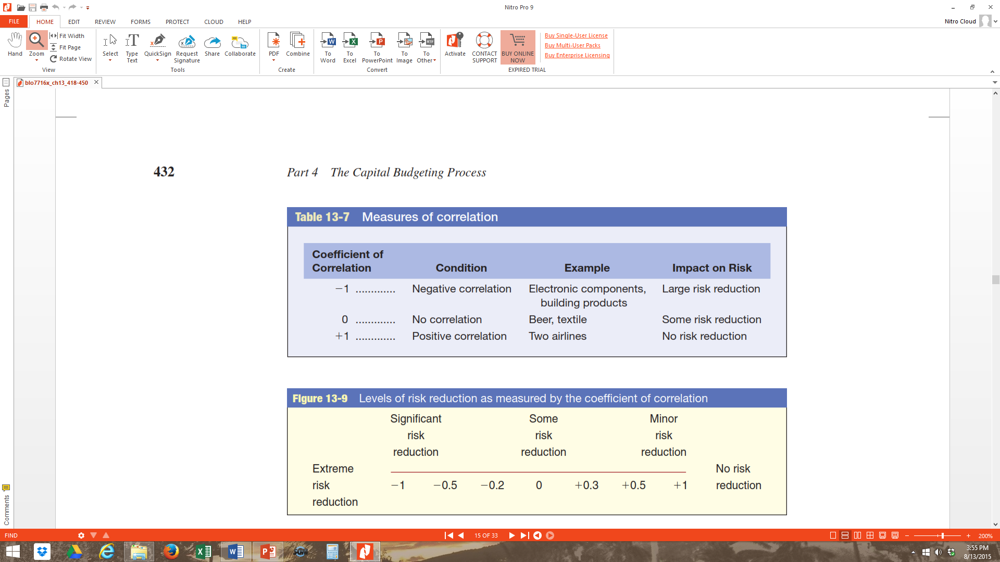 Nitro Pro 9
FILE HOME EDIT REVIEW FORMS PROTECT CLOUD HELP
Nitro Cloud
Hand
Zoom
Fit Width
Fit Page
Rotate View
View
Select
Type Text
QuickSign
Request Signature
Share
Collaborate
Tools
PDF
Combine
Create
To Word
To Excel
To PowerPoint
To Image
To Other
Convert
Activate
CONTACT SUPPORT
BUY ONLINE NOW
Buy Single-User License
Buy Multi-User Packs
Buy Enterprise Licensing
EXPIRED TRIAL
blo7716x_ch13_418-450
Pages
432 Part 4 The Capital Budgeting Process
Table 13-7 Measures of correlation
Coefficient of
Correlation Condition Example Impact on Risk
−1 ............. Negative correlation Electronic components, Large risk reduction
building products
0 ............. No correlation Beer, textile Some risk reduction
+1 ............. Positive correlation Two airlines No risk reduction
Figure 13-9 Levels of risk reduction as measured by the coefficient of correlation
Significant Some Minor
risk risk risk
reduction reduction reduction
Extreme No risk
risk −1 −0.5 −0.2 0 +0.3 +0.5 +1 reduction
reduction
Comments
FIND
15 OF 33
200%
3:55 PM
8/13/2015